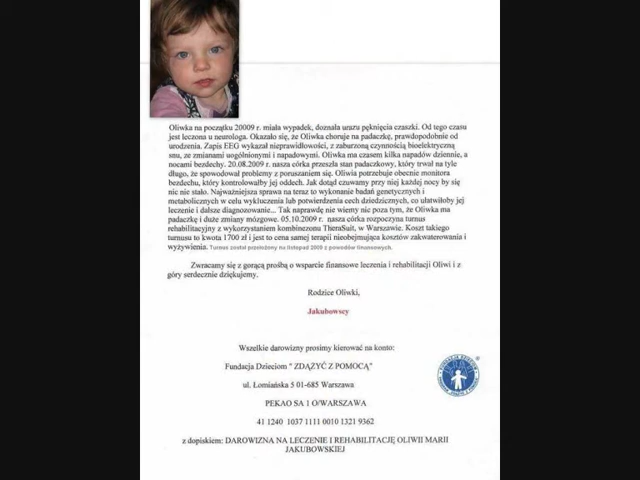 Oliwka na początku 20009 r. miała wypadek, doznała urazu pęknięcia czaszki. Od tego czasu
jest leczona u neurologa. Okazało się, że Oliwka choruje na padaczkę, prawdopodobnie od
urodzenia. Zapis EEG wykazał nieprawidłowości, z zaburzoną czynnością bioelektryczną
snu, ze zmianami uogólnionymi i napadowymi. Oliwka ma czasem kilka napadów dziennie, a
nocami bezdechy. 20.08.2009 r. nasza córka przeszła stan padaczkowy, który trwał na tyle
długo, że spowodował problemy z poruszaniem się. Oliwia potrzebuje obecnie monitora
bezdechu, który kontrolowałby jej oddech. Jak dotąd czuwamy przy niej każdej nocy by się
nic nie stało. Najważniejsza sprawa na teraz to wykonanie badań genetycznych i
metabolicznych w celu wykluczenia lub potwierdzenia cech dziedzicznych, co ułatwiłoby jej
leczenie i dalsze diagnozowanie... Tak naprawdę nie wiemy nic poza tym, że Oliwka ma
padaczkę i duże zmiany mózgowe. 05.10.2009 r. nasza córka rozpoczyna turnus
rehabilitacyjny z wykorzystaniem kombinezonu TheraSuit, w Warszawie. Koszt takiego
turnusu to kwota 1700 zł i jest to cena samej terapii nieobejmująca kosztów zakwaterowania i
wyżywienia. Turnus został przełożony na listopad 2009 z powodów finansowych.
Zwracamy się z gorącą prośbą o wsparcie finansowe leczenia i rehabilitacji Oliwi i z
góry serdecznie dziękujemy.
Rodzice Oliwki,
Jakubowscy
Wszelkie darowizny prosimy kierować na konto:
Fundacja Dzieciom " ZDĄŻYĆ Z POMOCĄ"
ul. Łomiańska 5 01-685 Warszawa
PEKAO SA 1 O/WARSZAWA
41 1240 1037 1111 0010 1321 9362
z dopiskiem: DAROWIZNA NA LECZENIE I REHABILITACJĘ OLIWII MARII
JAKUBOWSKIEJ